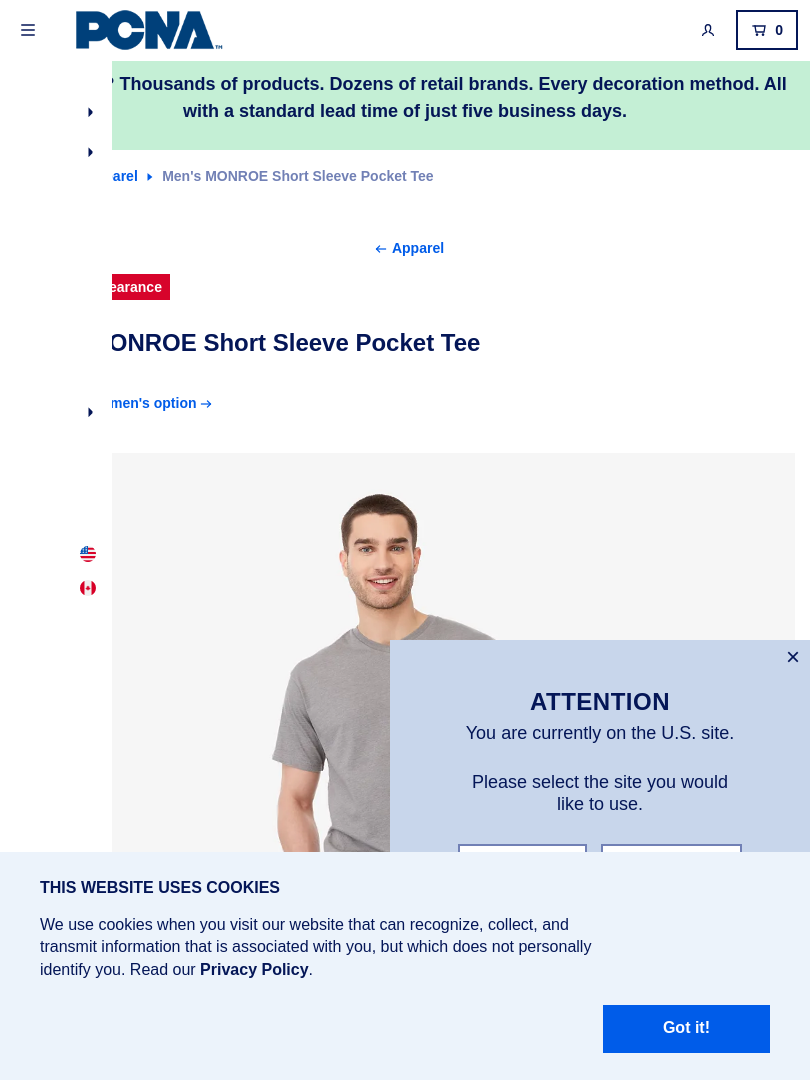 PCNA™
0
? Thousands of products. Dozens of retail brands. Every decoration method. All
with a standard lead time of just five business days.
Men's MONROE Short Sleeve Pocket Tee
← Apparel
Short Sleeve Pocket Tee
men's option →
ATTENTION
You are currently on the U.S. site.
Please select the site you would
like to use.
THIS WEBSITE USES COOKIES
We use cookies when you visit our website that can recognize, collect, and
transmit information that is associated with you, but which does not personally
identify you. Read our Privacy Policy.
Got it!